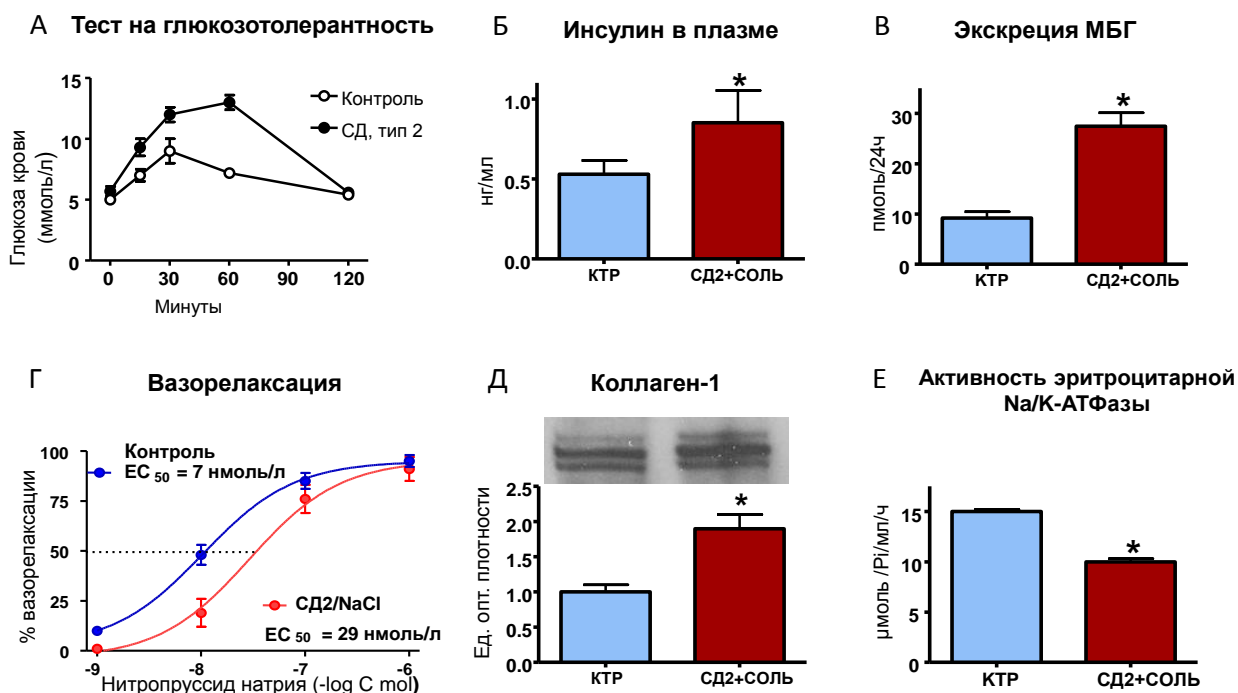 А Тест на глюкозотолерантность
Глюкоза крови
(ммоль/л)
15
10
5
0
0 30 60 90 120
Минуты
Контроль
СД, тип 2
Б Инсулин в плазме
нг/мл
1.0
0.5
0.0
*
КТР СД2+СОЛЬ
В Экскреция МБГ
пмоль/24ч
30
20
10
0
*
КТР СД2+СОЛЬ
Г Вазорелаксация
% вазорелаксации
100
75
50
25
0
Контроль
EC 50 = 7 нмоль/л
СД2/NaCl
EC 50 = 29 нмоль/л
-9 -8 -7 -6
Нитропруссид натрия (-log C mol)
Д Коллаген-1
Ед. опт. плотности
2.5
2.0
1.5
1.0
0.5
0.0
*
КТР СД2+СОЛЬ
Е Активность эритроцитарной
Na/K-АТФазы
µмоль /Pi/мл/ч
15
10
5
0
*
КТР СД2+СОЛЬ